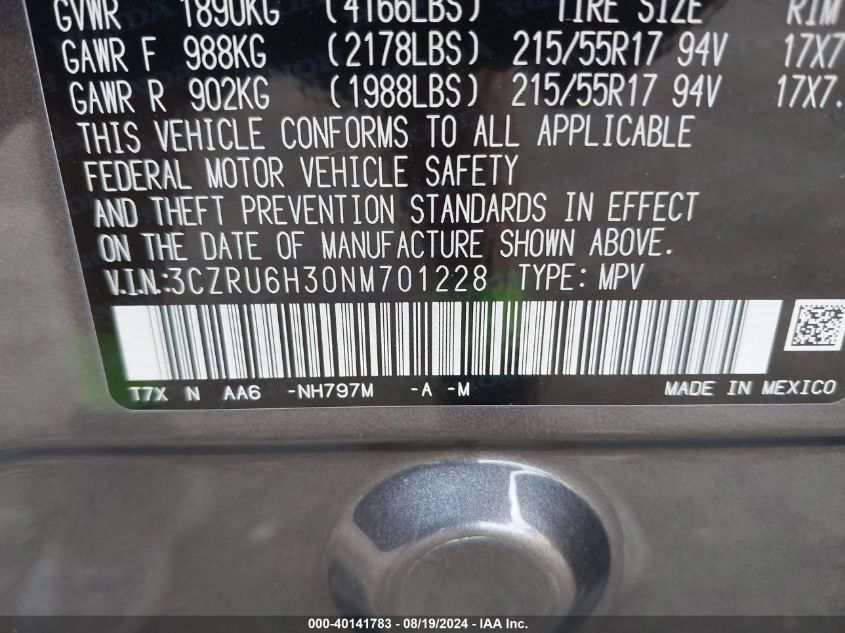 GVWR 1890KG (4166LBS) TIRE SIZE RIM
GAWR F 988KG (2178LBS) 215/55R17 94V 17X7
GAWR R 902KG (1988LBS) 215/55R17 94V 17X7.
THIS VEHICLE CONFORMS TO ALL APPLICABLE
FEDERAL MOTOR VEHICLE SAFETY
AND THEFT PREVENTION STANDARDS IN EFFECT
ON THE DATE OF MANUFACTURE SHOWN ABOVE.
V.I.N.:3CZRU6H30NM701228 TYPE: MPV
T7X N AA6 -NH797M -A -M MADE IN MEXICO
000-40141783 - 08/19/2024 - IAA Inc.